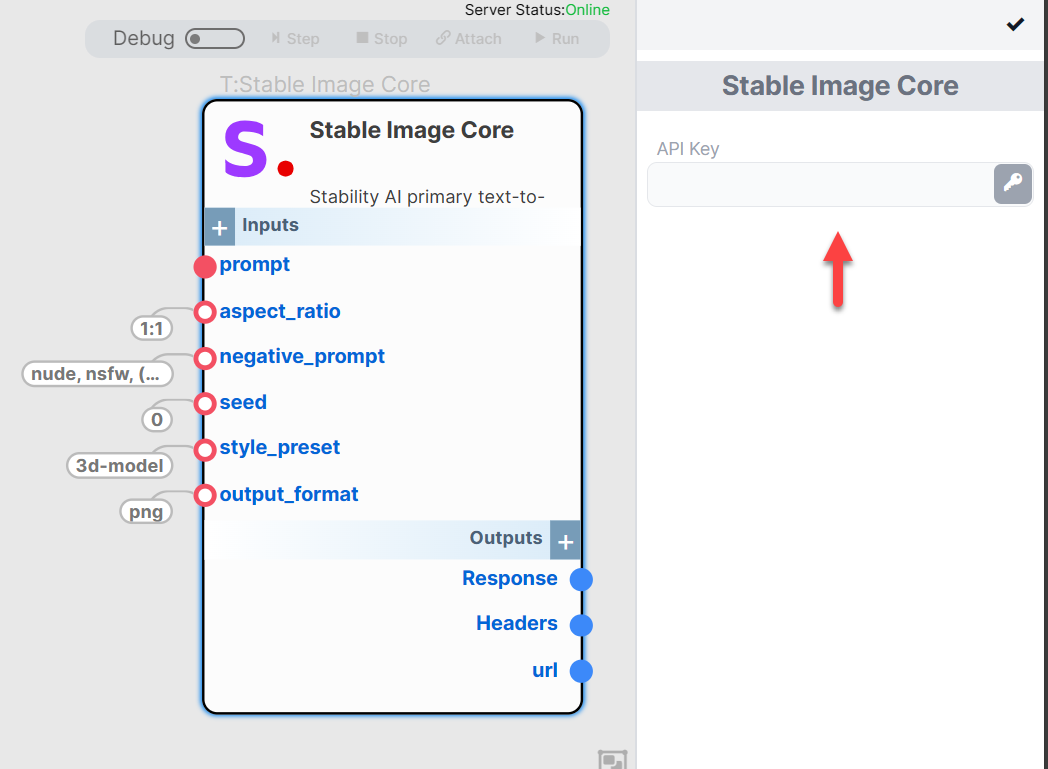 Server Status:Online
Debug Step Stop Attach Run
T:Stable Image Core
S.
Stable Image Core
Stability AI primary text-to-
+ Inputs
prompt
aspect_ratio
1:1
negative_prompt
nude, nsfw, (...
seed
0
style_preset
3d-model
output_format
png
Outputs +
Response
Headers
url
Stable Image Core
API Key